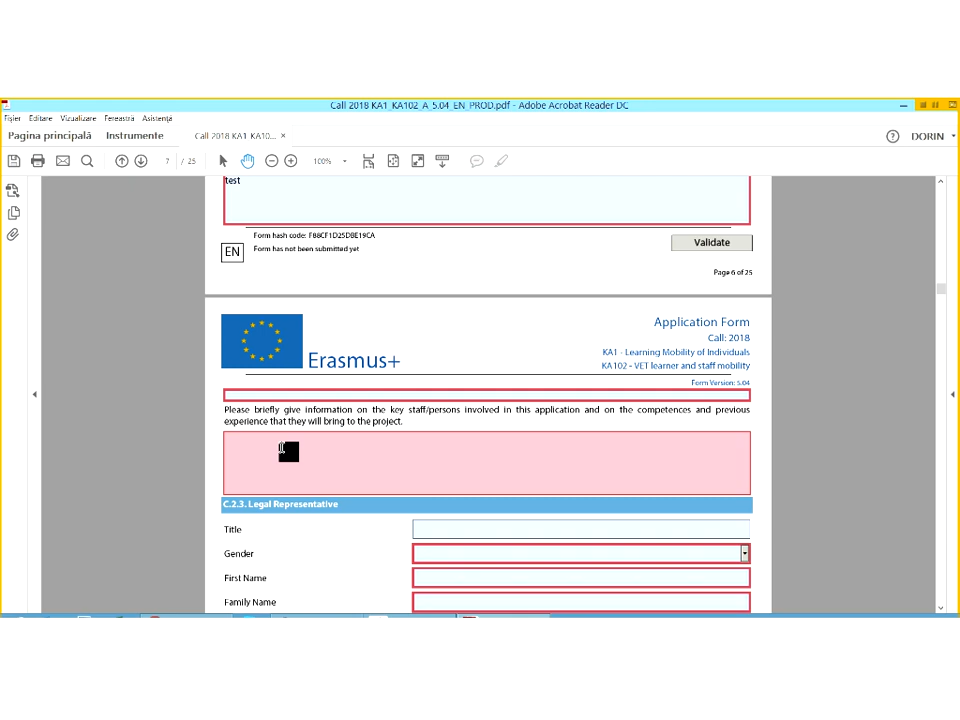 Call 2018 KA1_KA102_A_5.04_EN_PROD.pdf - Adobe Acrobat Reader DC
Fișier Editare Vizualizare Fereastră Asistență
Pagina principală Instrumente Call 2018 KA1 KA10... × DORIN
7 / 25 100%
test
Form hash code: F88CF1D25DBE19CA
EN Form has not been submitted yet
Validate
Page 6 of 25
Application Form
Call: 2018
Erasmus+
KA1 - Learning Mobility of Individuals
KA102 - VET learner and staff mobility
Form Version: 5.04
Please briefly give information on the key staff/persons involved in this application and on the competences and previous
experience that they will bring to the project.
C.2.3. Legal Representative
Title
Gender
First Name
Family Name